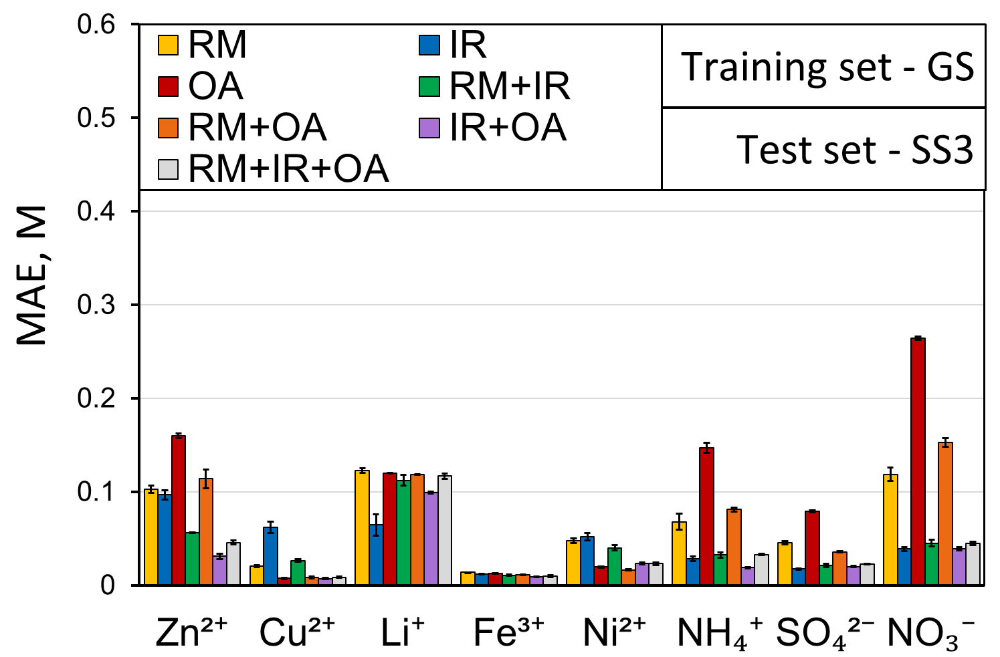 0.6
RM
IR
Training set - GS
OA
RM+IR
0.5
RM+OA
IR+OA
Test set - SS3
RM+IR+OA
0.4
MAE, M
0.3
0.2
0.1
0
Zn²⁺ Cu²⁺ Li⁺ Fe³⁺ Ni²⁺ NH₄⁺ SO₄²⁻ NO₃⁻